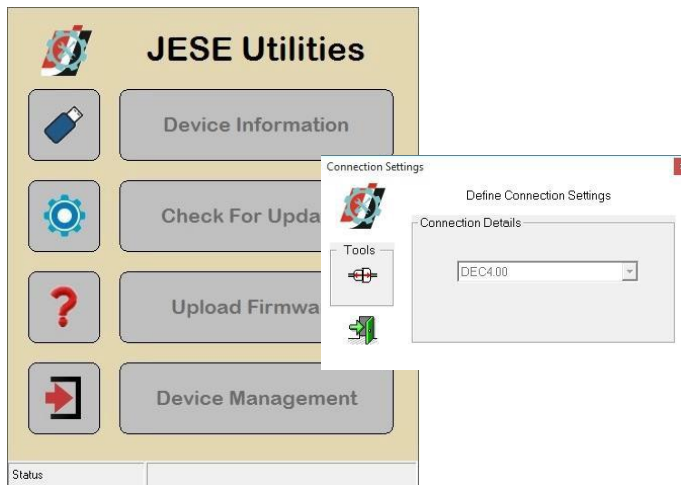 JESE Utilities
Device Information
Check For Upda
Upload Firmwa
Device Management
Status
Connection Settings
Define Connection Settings
Connection Details
Tools
DEC4.00